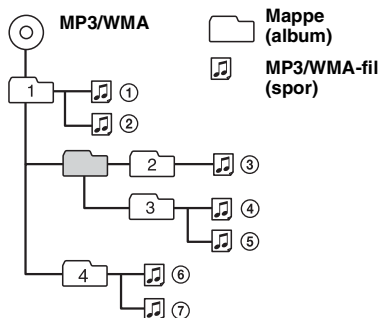 MP3/WMA
Mappe
(album)
MP3/WMA-fil
(spor)
1
①
②
2
③
3
④
⑤
4
⑥
⑦